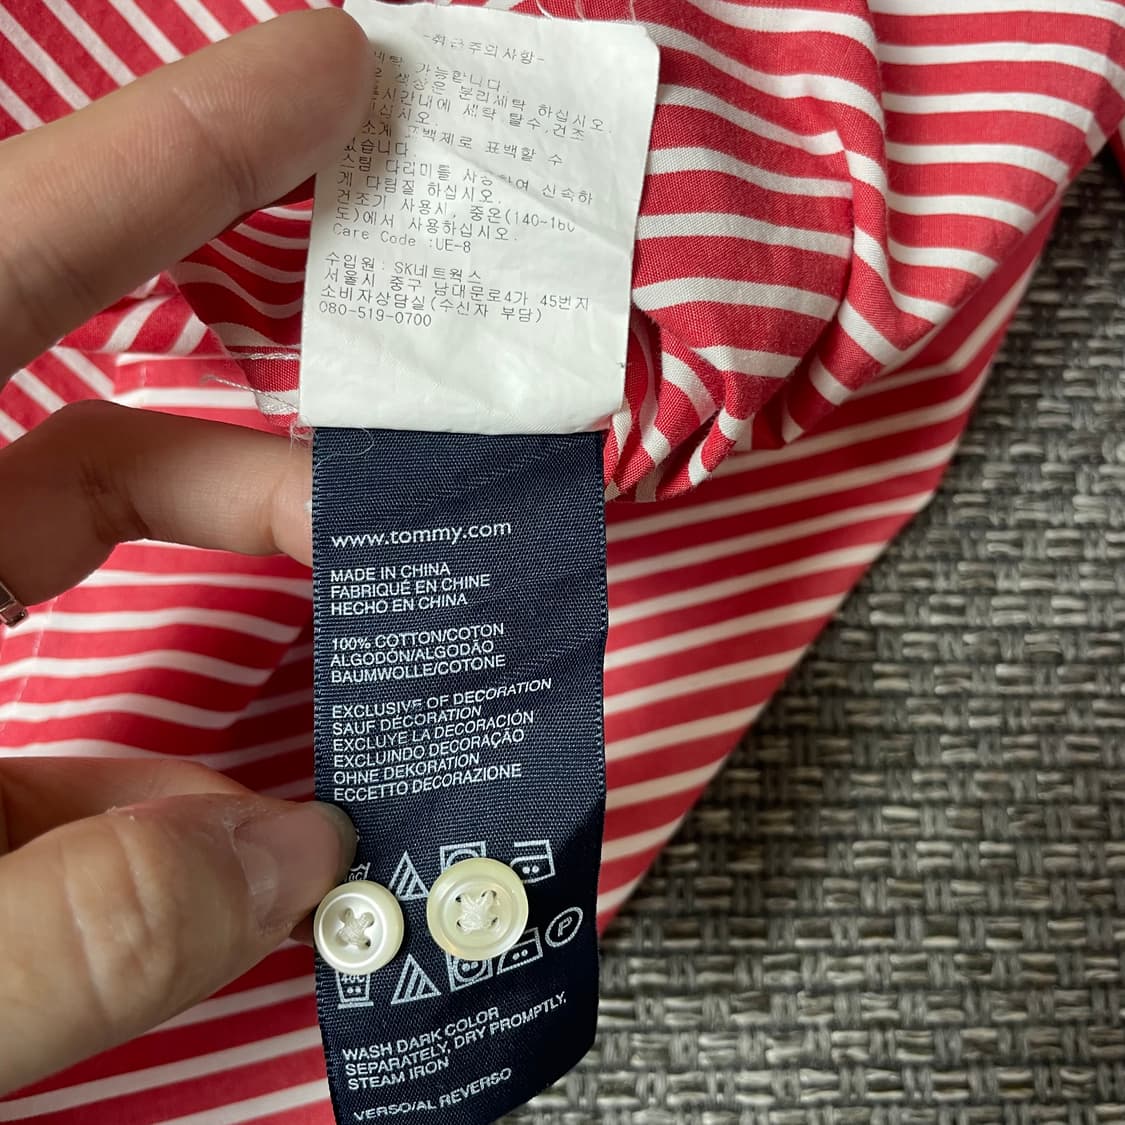 -취급주의사항-
세탁 가능합니다.
색상은 분리세탁 하십시오.
시간내에 세탁 탈수,건조
하십시오.
표백제로 표백할 수
없습니다.
스팀 다리미를 사용하여 신속하
게 다림질 하십시오.
건조기 사용시, 중온(140-160
도)에서 사용하십시오.
Care Code :UE-8
수입원: SK네트웍스
서울시 중구 남대문로4가 45번지
소비자상담실(수신자 부담)
080-519-0700
www.tommy.com
MADE IN CHINA
FABRIQUÉ EN CHINE
HECHO EN CHINA
100% COTTON/COTON
ALGODÓN/ALGODÃO
BAUMWOLLE/COTONE
EXCLUSIVE OF DECORATION
SAUF DÉCORATION
EXCLUYE LA DECORACIÓN
EXCLUINDO DECORAÇÃO
OHNE DEKORATION
ECCETTO DECORAZIONE
P
WASH DARK COLOR
SEPARATELY, DRY PROMPTLY,
STEAM IRON
VERSO/AL REVERSO